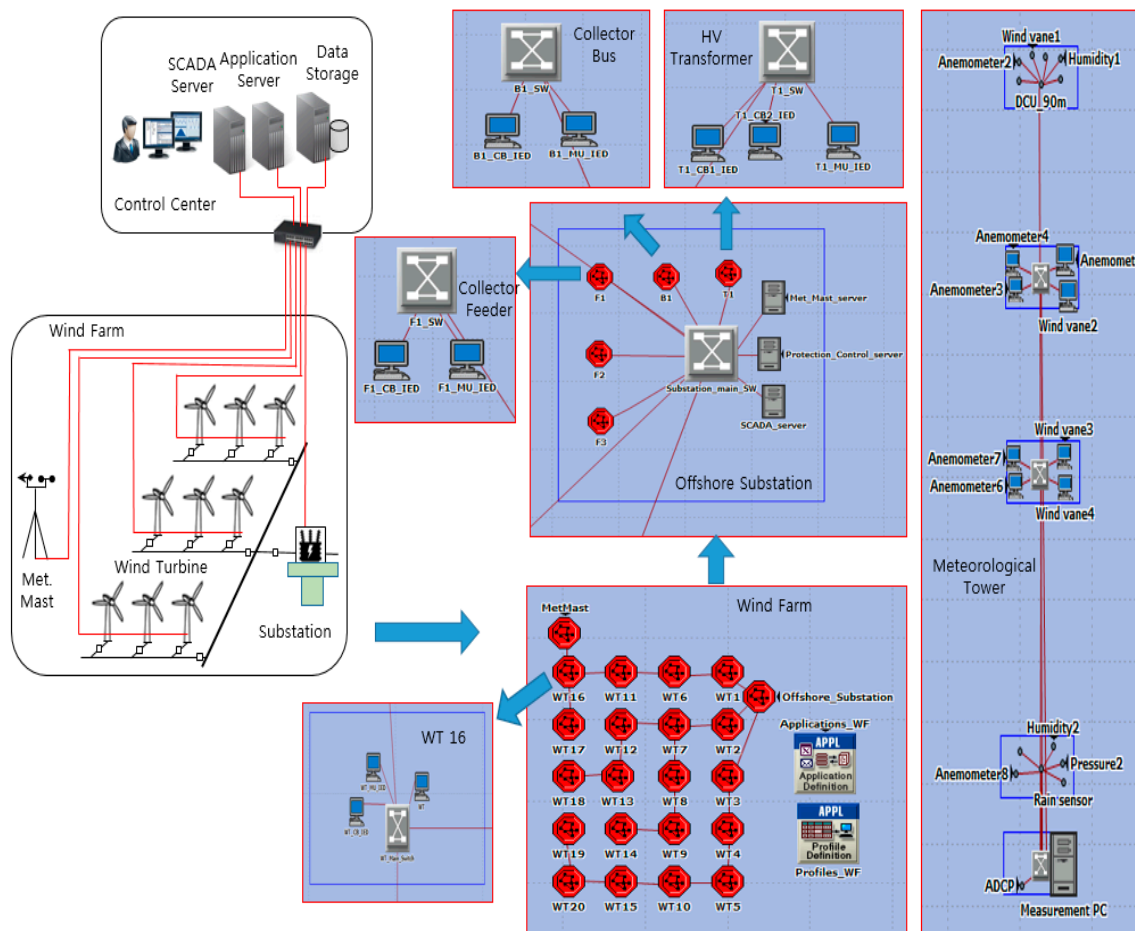 SCADA
Server
Application
Server
Data
Storage
Control Center
Wind Farm
Met.
Mast
Wind Turbine
Substation
Collector
Bus
B1_SW
B1_CB_IED
B1_MU_IED
HV
Transformer
T1_SW
T1_CB2_IED
T1_CB1_IED
T1_MU_IED
Collector
Feeder
F1_SW
F1_CB_IED
F1_MU_IED
F1
B1
T1
Met_Mast_server
F2
Protection_Control_server
Substation_main_SW
SCADA_server
F3
Offshore Substation
WT 16
WT_MU_IED
WT
WT_CB_IED
WT_Main_Switch
MetMast
Wind Farm
WT16
WT11
WT6
WT1
Offshore_Substation
WT17
WT12
WT7
WT2
Applications_WF
APPL
Application
Definition
WT18
WT13
WT8
WT3
APPL
Profile
Definition
Profiles_WF
WT19
WT14
WT9
WT4
WT20
WT15
WT10
WT5
Wind vane1
Anemometer2
Humidity1
DCU_90m
Anemometer4
Anemomet
Anemometer3
Wind vane2
Wind vane3
Anemometer7
Anemometer6
Wind vane4
Meteorological
Tower
Humidity2
Pressure2
Anemometer8
Rain sensor
ADCP
Measurement PC